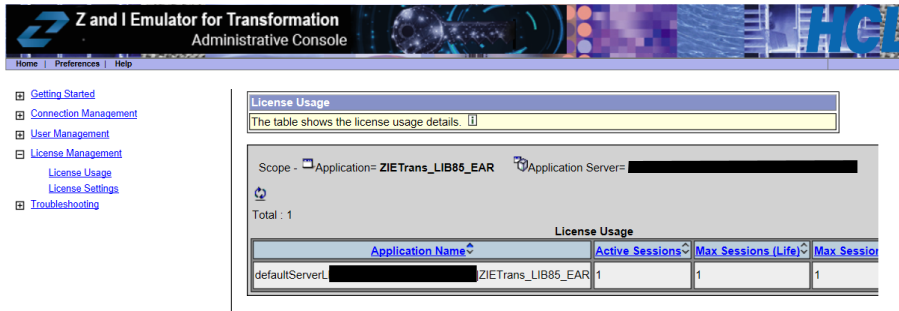 Z and I Emulator for Transformation
Administrative Console
HCL
Home | Preferences | Help
Getting Started
Connection Management
User Management
License Management
License Usage
License Settings
Troubleshooting
License Usage
The table shows the license usage details.
Scope - Application= ZIETrans_LIB85_EAR Application Server=
Total : 1
License Usage
Application Name Active Sessions Max Sessions (Life) Max Session
defaultServerL ZIETrans_LIB85_EAR 1 1 1